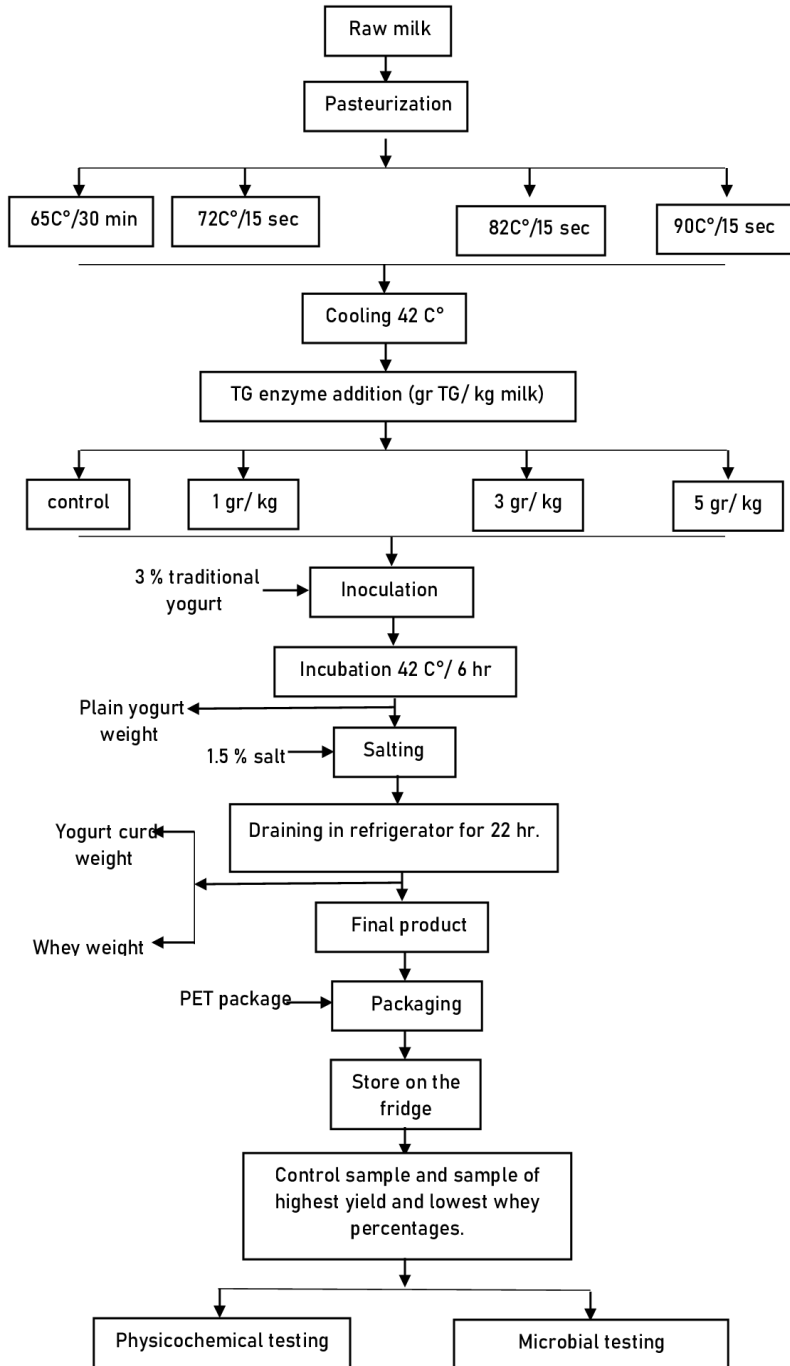 Raw milk
Pasteurization
65C°/30 min
72C°/15 sec
82C°/15 sec
90C°/15 sec
Cooling 42 C°
TG enzyme addition (gr TG/ kg milk)
control
1 gr/ kg
3 gr/ kg
5 gr/ kg
3 % traditional
yogurt
Inoculation
Incubation 42 C°/ 6 hr
Plain yogurt
weight
1.5 % salt
Salting
Draining in refrigerator for 22 hr.
Yogurt curd
weight
Whey weight
Final product
PET package
Packaging
Store on the
fridge
Control sample and sample of
highest yield and lowest whey
percentages.
Physicochemical testing
Microbial testing